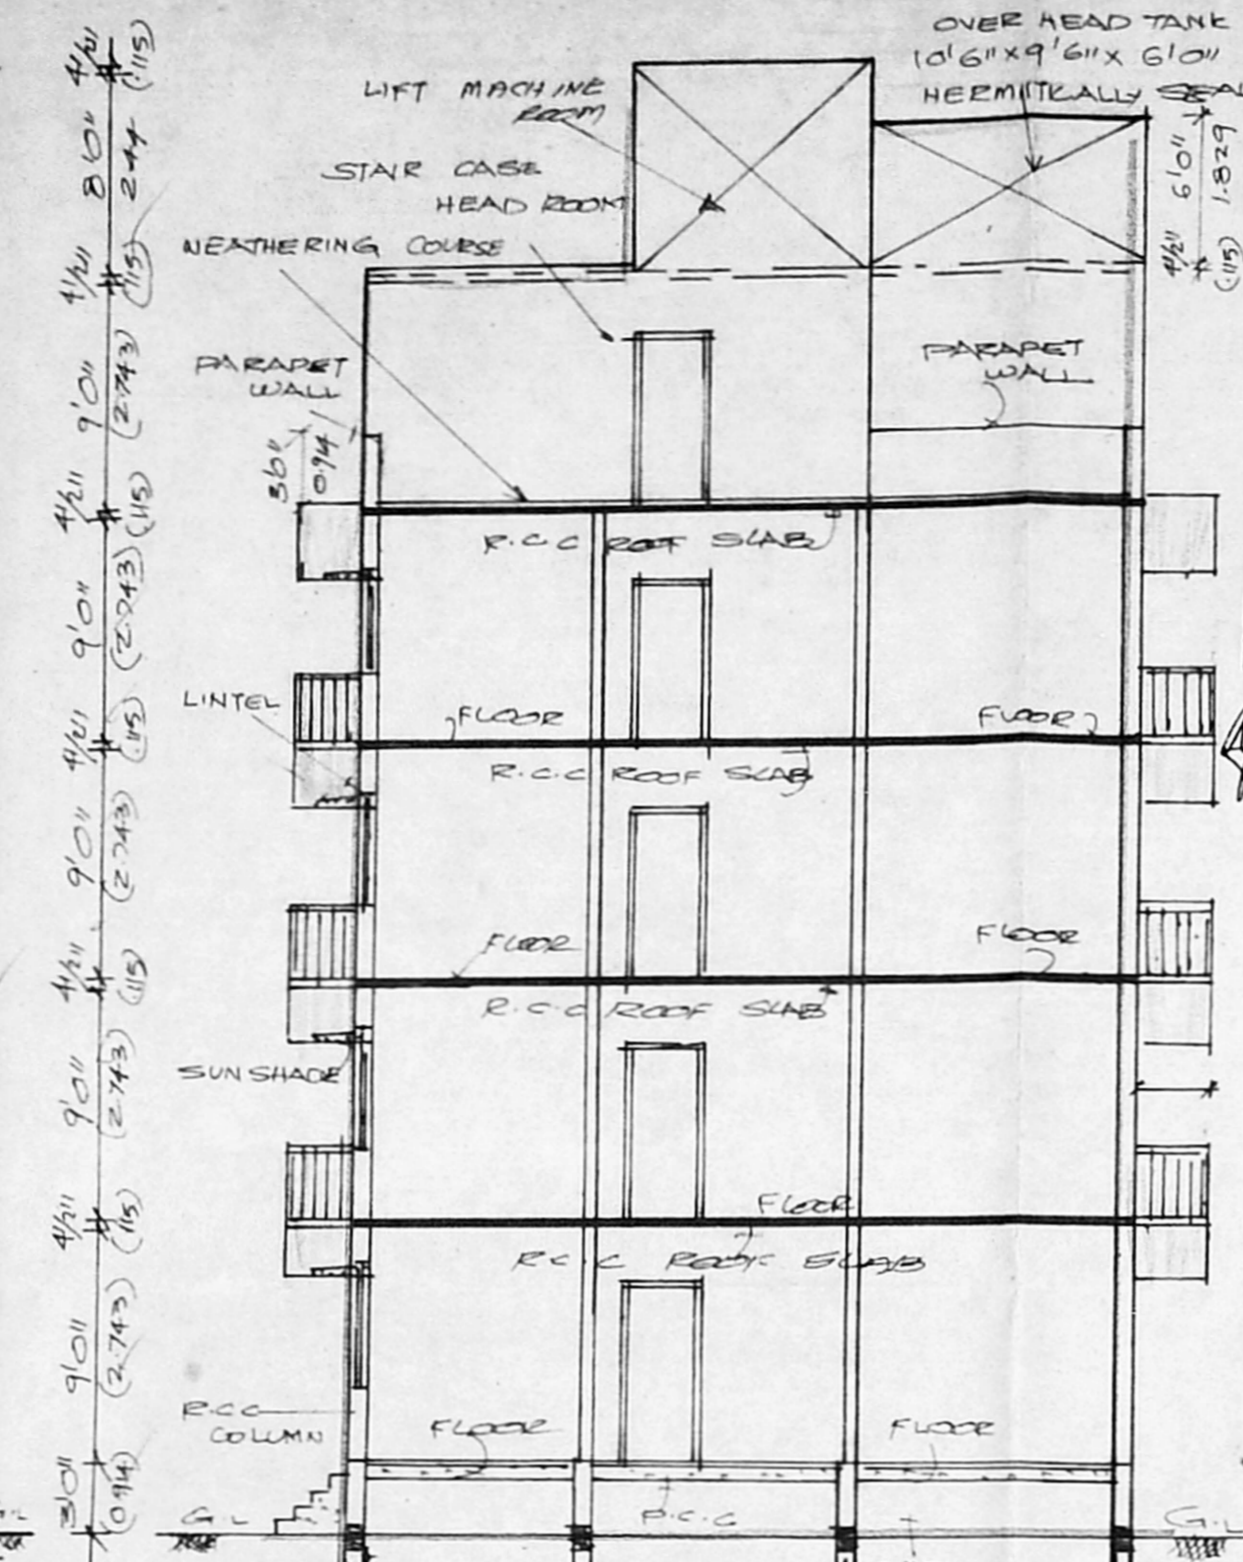 OVER HEAD TANK
10'6"x9'6"x 6'0"
HERMITICALLY SEAL
LIFT MACHINE
ROOM
STAIR CASE
HEAD ROOM
WEATHERING COURSE
PARAPET
WALL
PARAPET
WALL
3'0"
0.914
6'0"
1.829
4½"
(.115)
4½"
(.115)
8'0"
2.44
4½"
(.115)
9'0"
(2.743)
4½"
(.115)
R.C.C ROOF SLAB
9'0"
(2.743)
LINTEL
FLOOR
FLOOR
4½"
(.115)
R.C.C ROOF SLAB
9'0"
(2.743)
FLOOR
FLOOR
4½"
(.115)
R.C.C ROOF SLAB
SUN SHADE
9'0"
(2.743)
FLOOR
4½"
(.115)
R.C.C ROOF SLAB
9'0"
(2.743)
R.C.C
COLUMN
FLOOR
FLOOR
3'0"
(0.914)
G.L
P.C.C
G.L